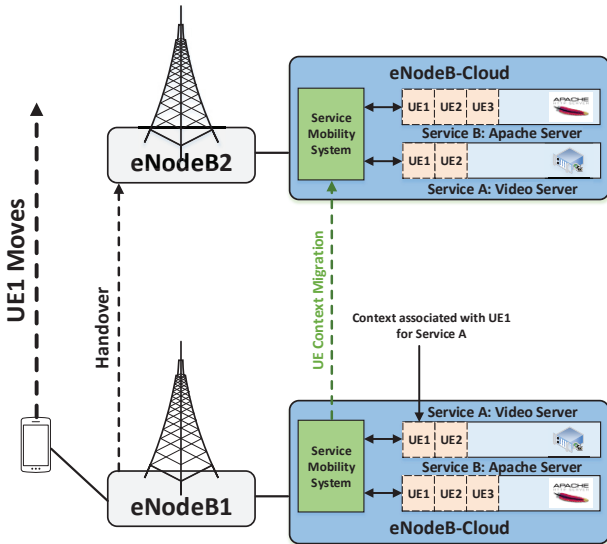 eNodeB-Cloud
Service
Mobility
System
UE1 UE2 UE3
APACHE
Service B: Apache Server
UE1 UE2
Service A: Video Server
eNodeB2
UE1 Moves
Handover
UE Context Migration
Context associated with UE1
for Service A
Service A: Video Server
Service
Mobility
System
UE1 UE2
Service B: Apache Server
UE1 UE2 UE3
APACHE
eNodeB-Cloud
eNodeB1